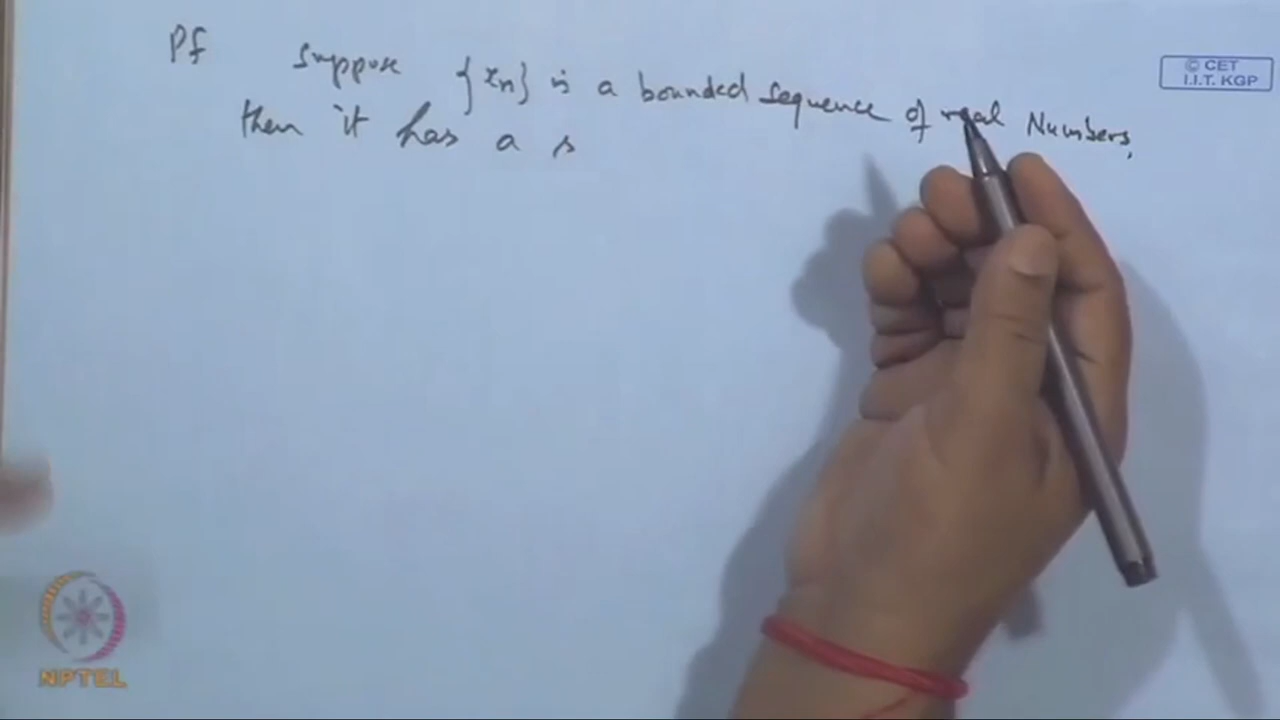 Pf Suppose {xn} is a bounded sequence of real Numbers,
then it has a s
© CET
I.I.T. KGP
NPTEL